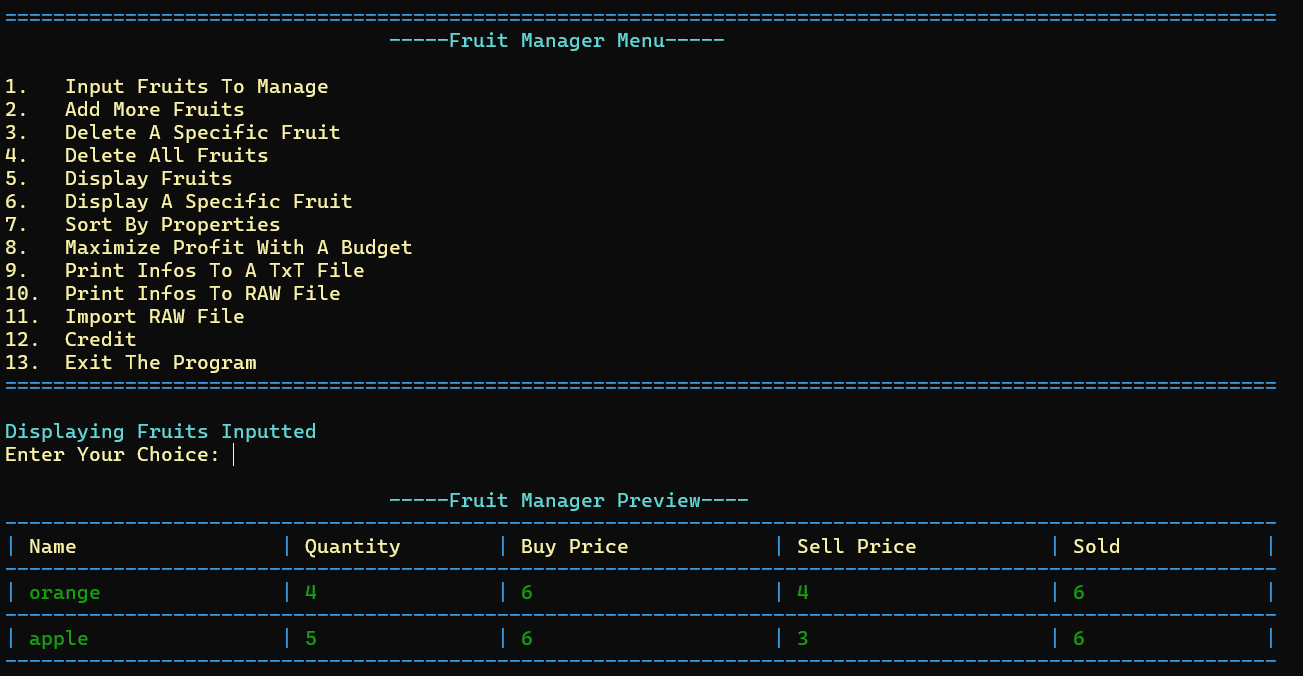 -----Fruit Manager Menu-----
1. Input Fruits To Manage
2. Add More Fruits
3. Delete A Specific Fruit
4. Delete All Fruits
5. Display Fruits
6. Display A Specific Fruit
7. Sort By Properties
8. Maximize Profit With A Budget
9. Print Infos To A TxT File
10. Print Infos To RAW File
11. Import RAW File
12. Credit
13. Exit The Program
Displaying Fruits Inputted
Enter Your Choice:
-----Fruit Manager Preview----
| Name | Quantity | Buy Price | Sell Price | Sold |
| orange | 4 | 6 | 4 | 6 |
| apple | 5 | 6 | 3 | 6 |